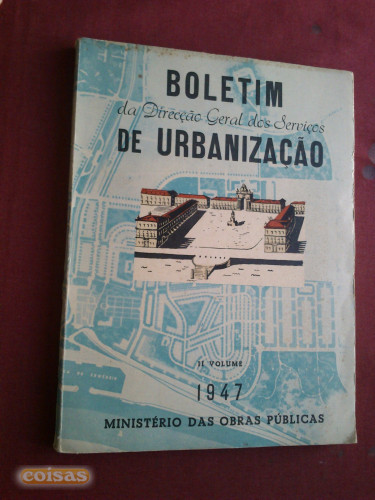 BOLETIM
da Direcção Geral dos Serviços
DE URBANIZAÇÃO
II VOLUME
1947
MINISTÉRIO DAS OBRAS PÚBLICAS
coisas